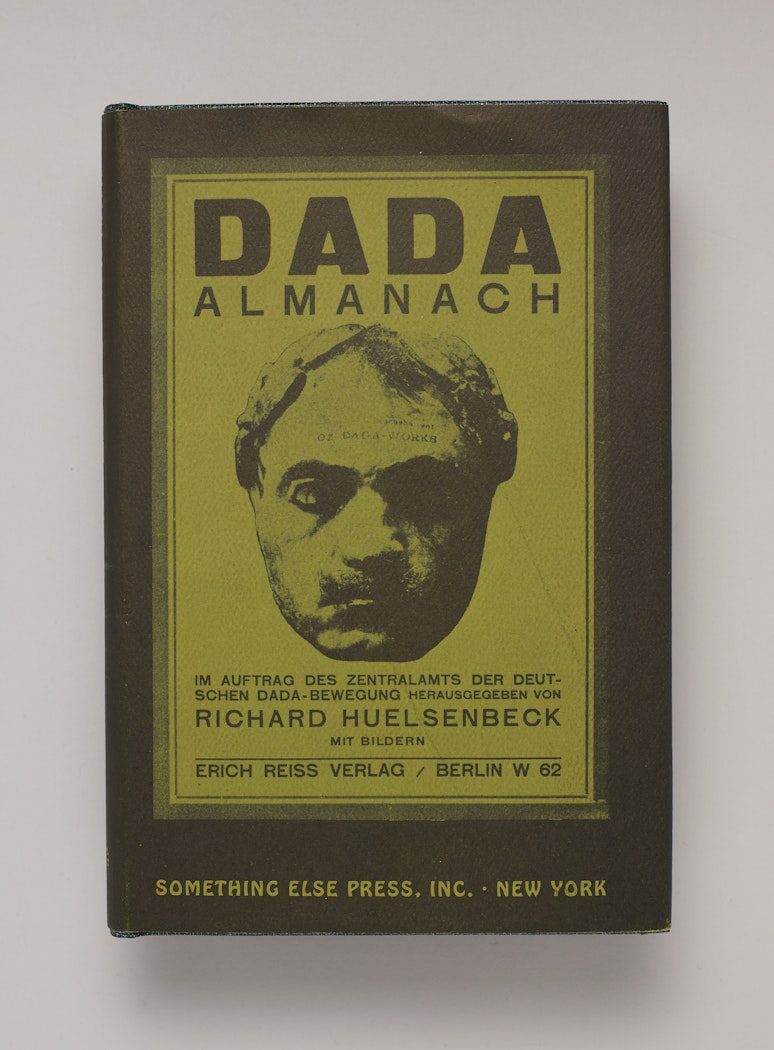 DADA
ALMANACH
OZ DADA-WORKS
IM AUFTRAG DES ZENTRALAMTS DER DEUT-
SCHEN DADA-BEWEGUNG HERAUSGEGEBEN VON
RICHARD HUELSENBECK
MIT BILDERN
ERICH REISS VERLAG / BERLIN W 62
SOMETHING ELSE PRESS, INC. · NEW YORK